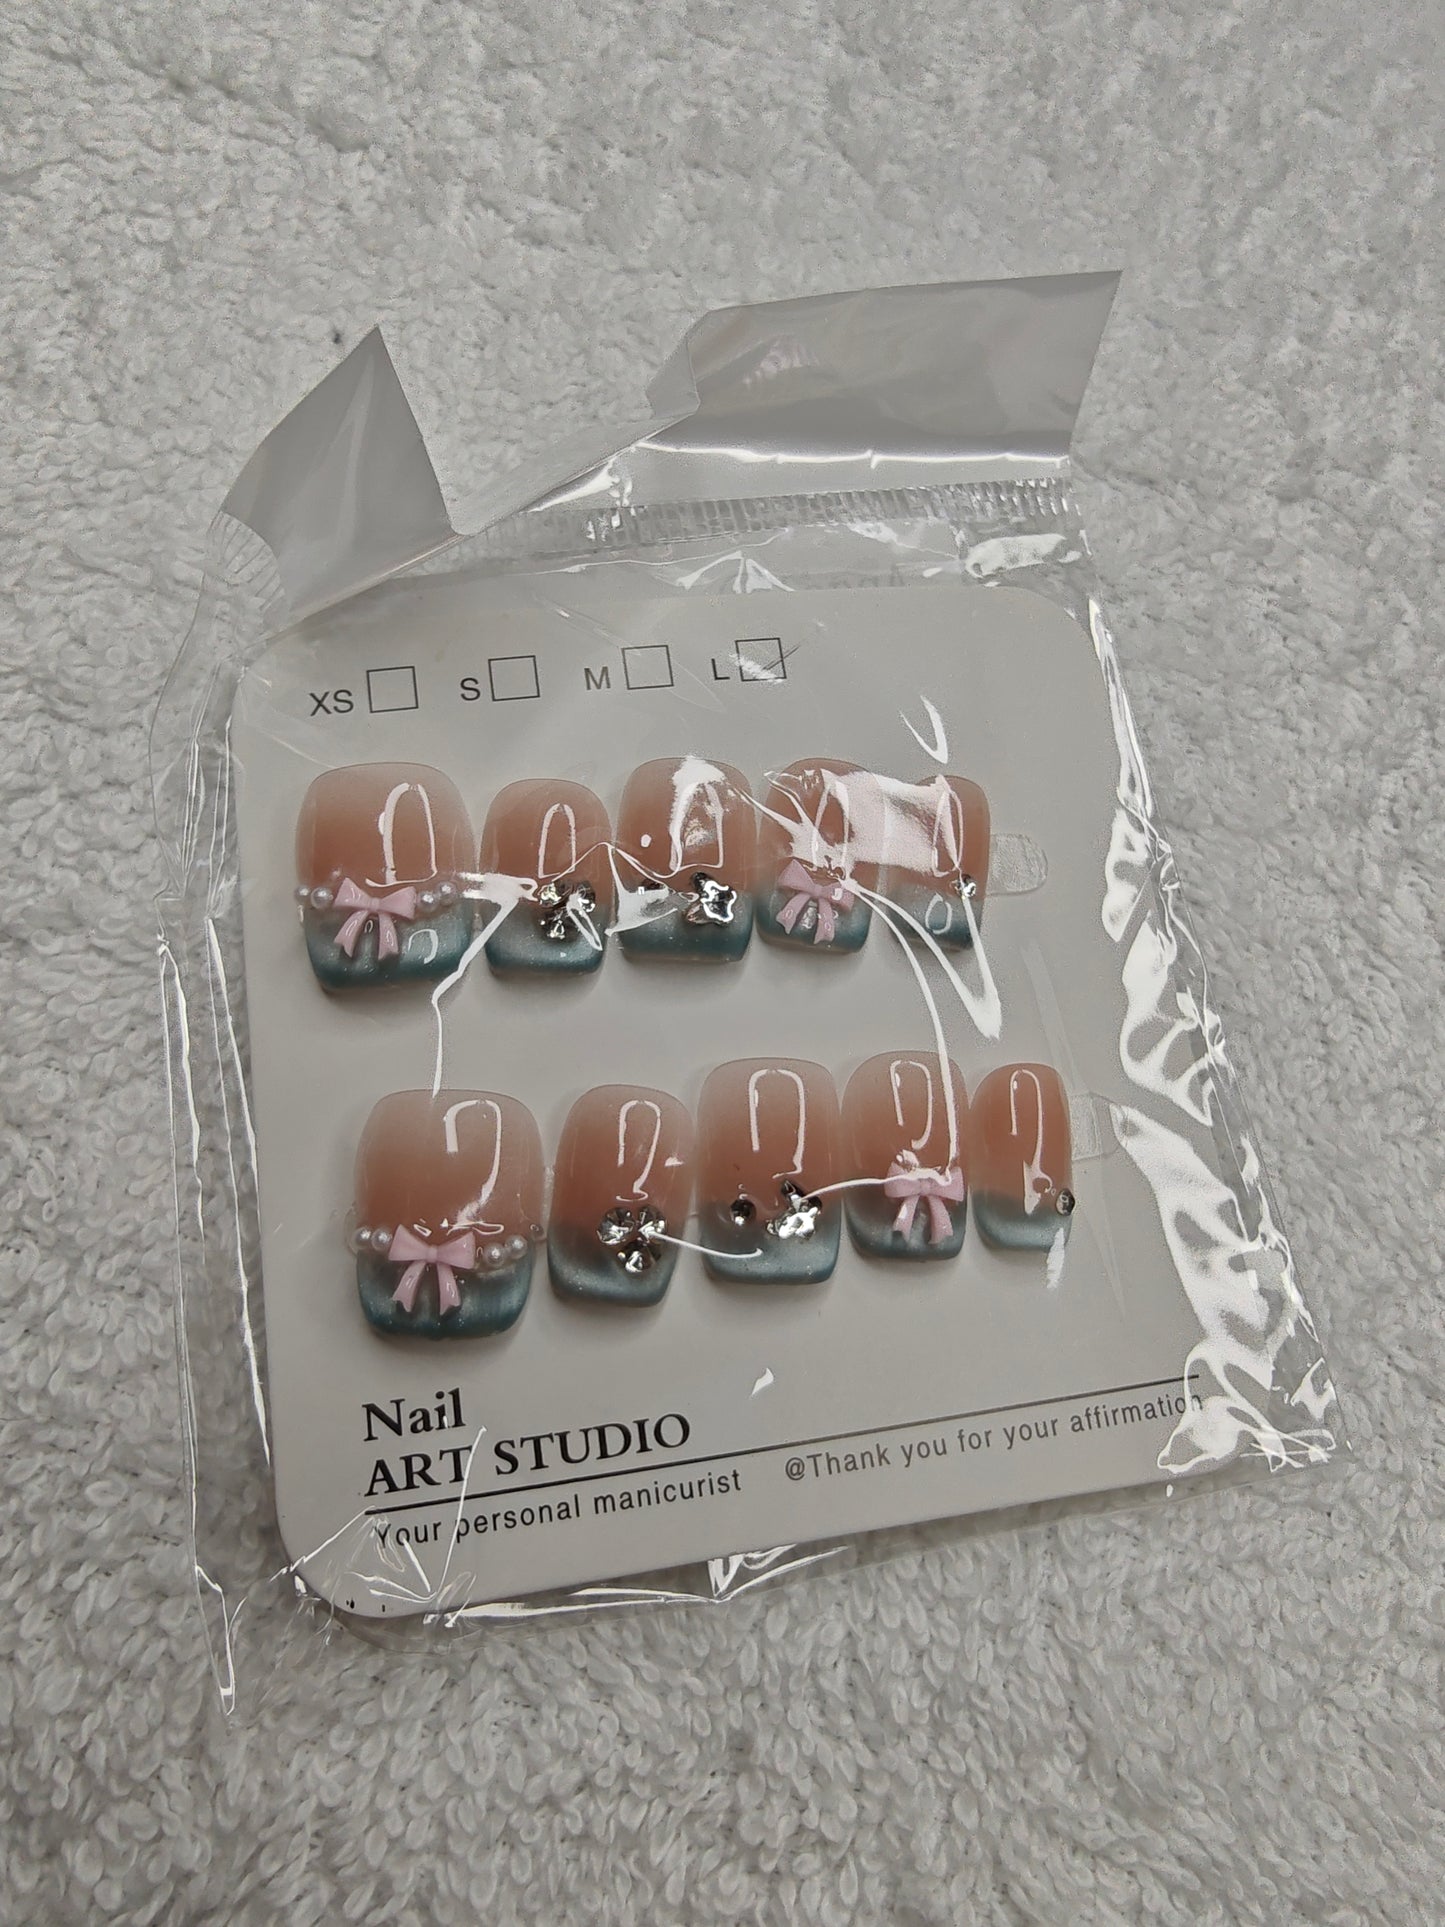 XS S M L
Nail
ART STUDIO
Your personal manicurist @Thank you for your affirmation